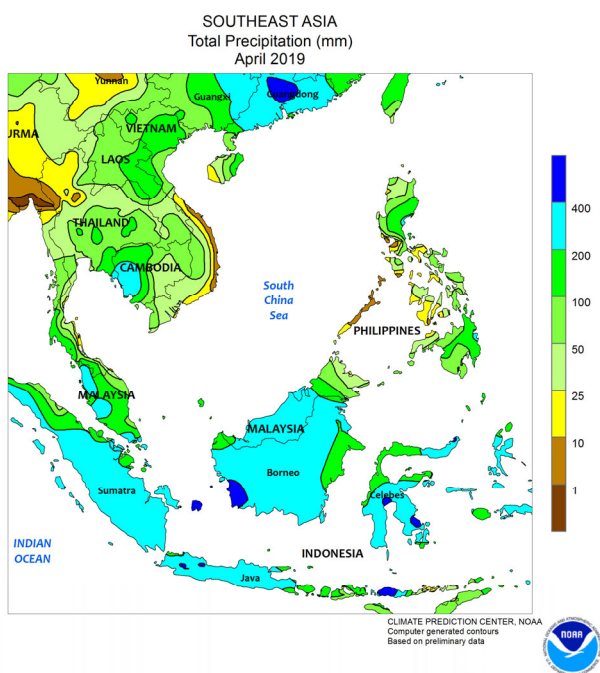 SOUTHEAST ASIA
Total Precipitation (mm)
April 2019
Yunnan
Guangxi
Guangdong
URMA
VIETNAM
LAOS
THAILAND
CAMBODIA
South
China
Sea
PHILIPPINES
MALAYSIA
MALAYSIA
Borneo
Sumatra
Celebes
INDIAN
OCEAN
INDONESIA
Java
400
200
100
50
25
10
1
CLIMATE PREDICTION CENTER, NOAA
Computer generated contours
Based on preliminary data
NOAA